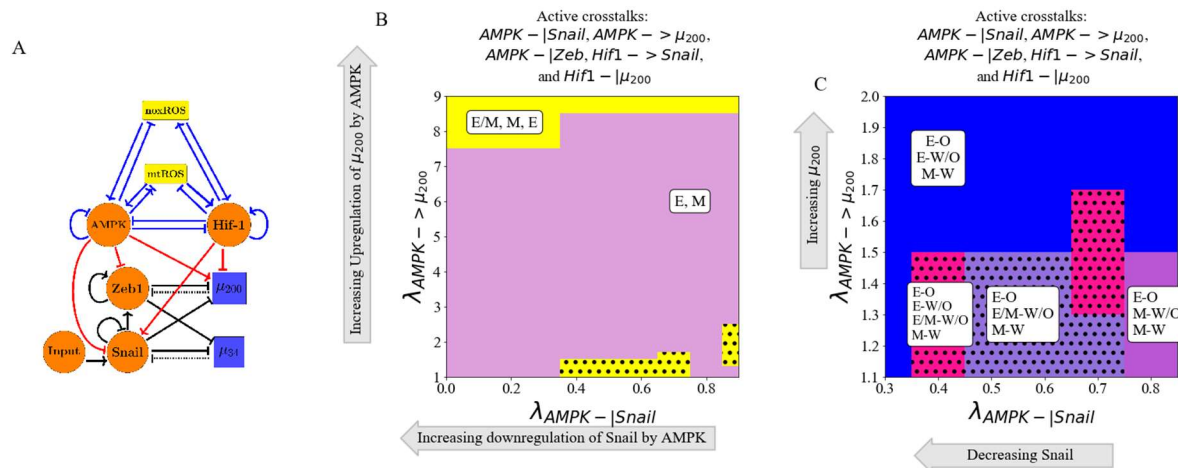 A
noxROS
mtROS
AMPK
Hif-1
Zeb1
μ200
Input
Snail
μ34
B
Active crosstalks:
AMPK-|Snail, AMPK->μ200,
AMPK-|Zeb, Hif1->Snail,
and Hif1-|μ200
Increasing Upregulation of μ200 by AMPK
λAMPK->μ200
9
8
7
6
5
4
3
2
1
E/M, M, E
E, M
0.0 0.2 0.4 0.6 0.8
λAMPK-|Snail
Increasing downregulation of Snail by AMPK
C
Active crosstalks:
AMPK-|Snail, AMPK->μ200,
AMPK-|Zeb, Hif1->Snail,
and Hif1-|μ200
Increasing μ200
λAMPK->μ200
2.0
1.9
1.8
1.7
1.6
1.5
1.4
1.3
1.2
1.1
E-O
E-W/O
M-W
E-O
E-W/O
E/M-W/O
M-W
E-O
E/M-W/O
M-W
E-O
M-W/O
M-W
0.3 0.4 0.5 0.6 0.7 0.8
λAMPK-|Snail
Decreasing Snail